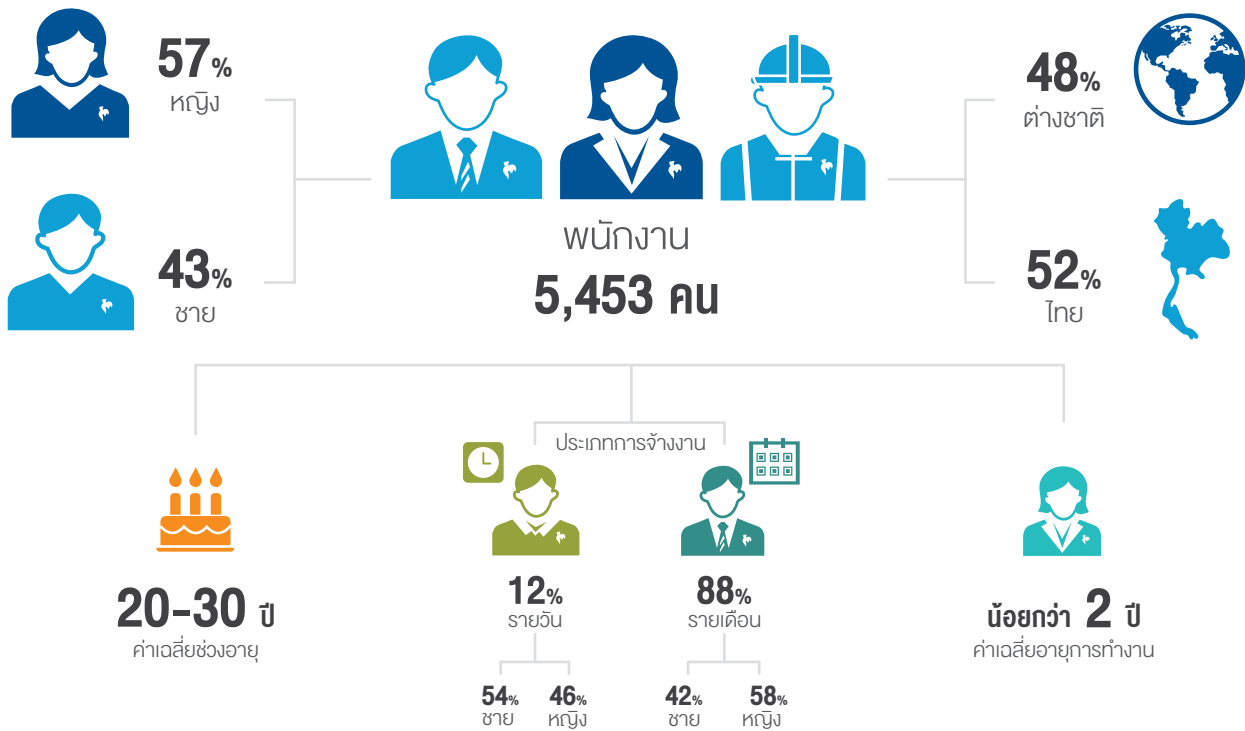 57%
หญิง
43%
ชาย
พนักงาน
5,453 คน
48%
ต่างชาติ
52%
ไทย
20-30 ปี
ค่าเฉลี่ยช่วงอายุ
ประเภทการจ้างงาน
12%
รายวัน
54%
ชาย
46%
หญิง
88%
รายเดือน
42%
ชาย
58%
หญิง
น้อยกว่า 2 ปี
ค่าเฉลี่ยอายุการทำงาน